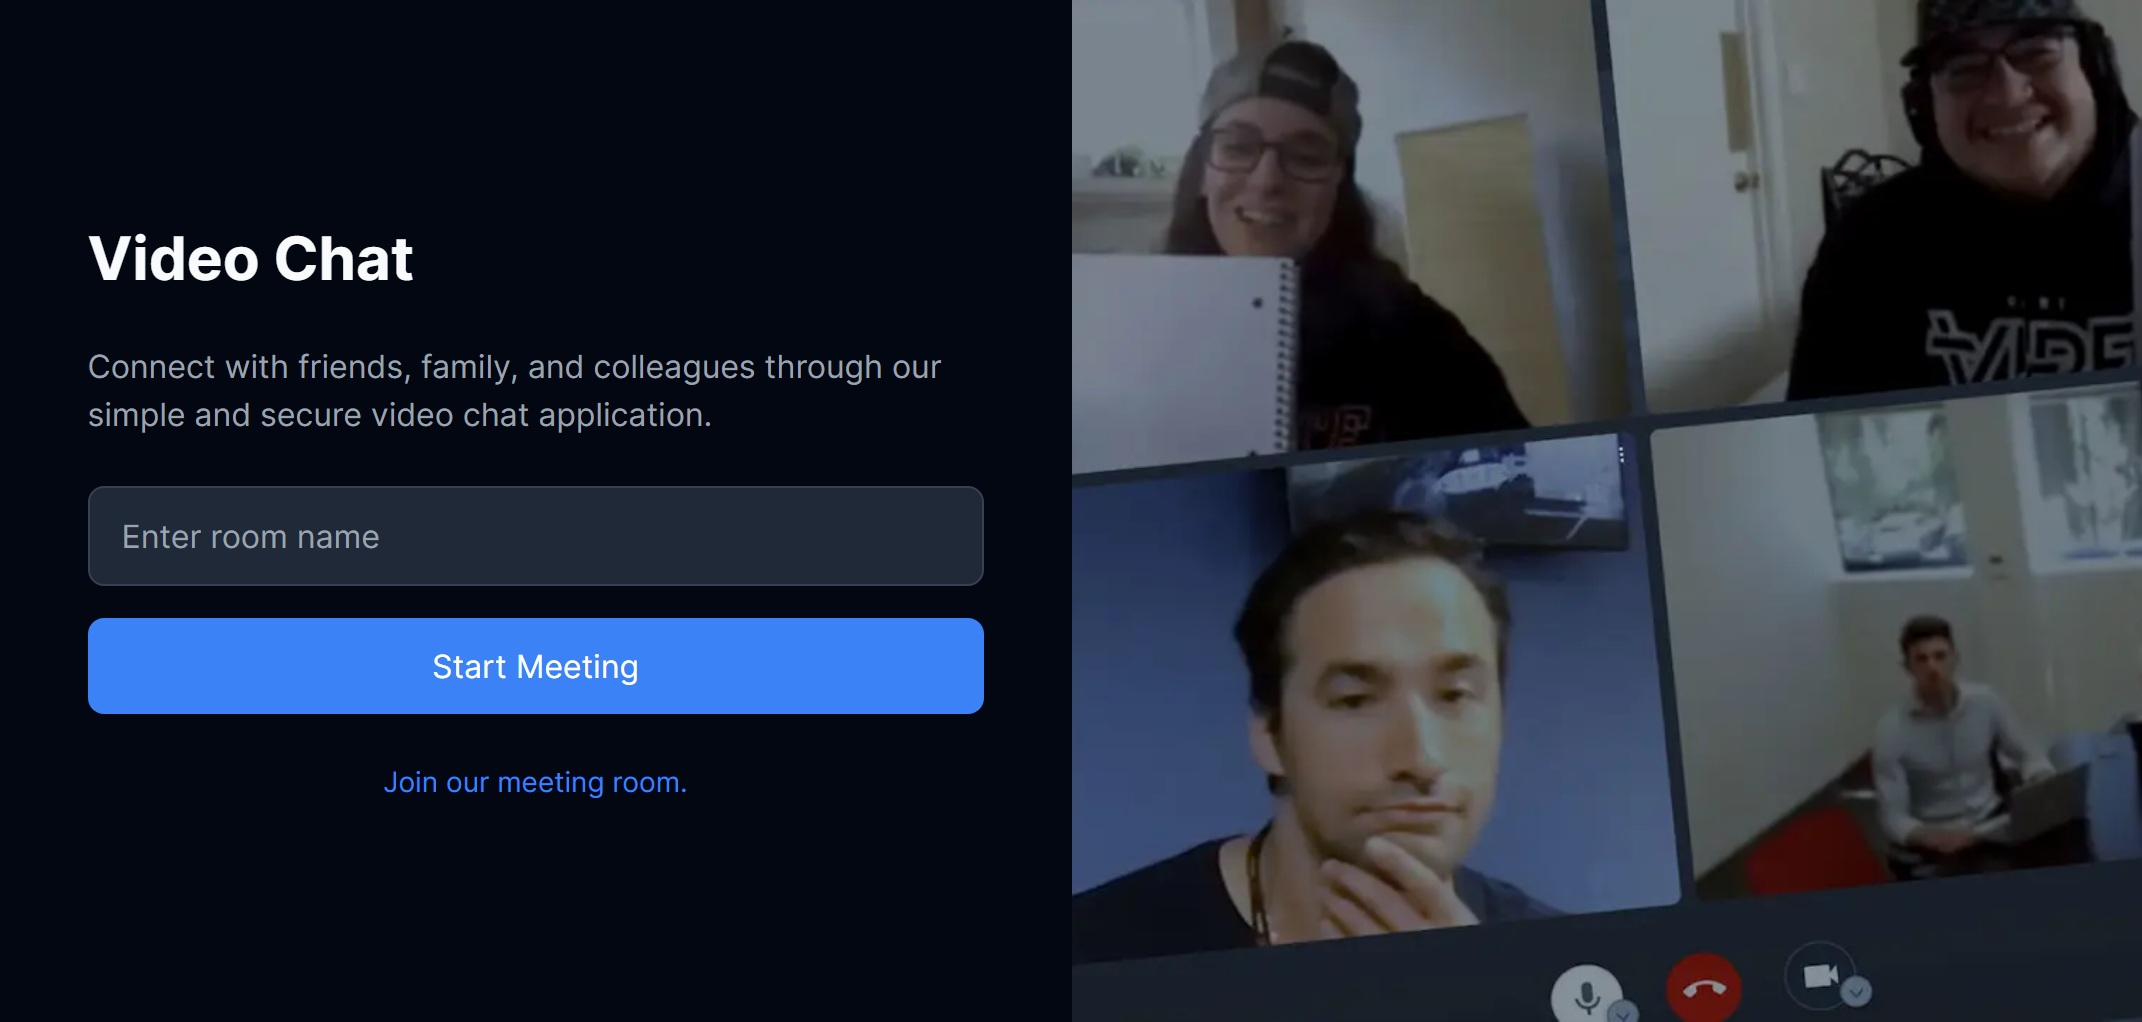 Video Chat
Connect with friends, family, and colleagues through our
simple and secure video chat application.
Enter room name
Start Meeting
Join our meeting room.